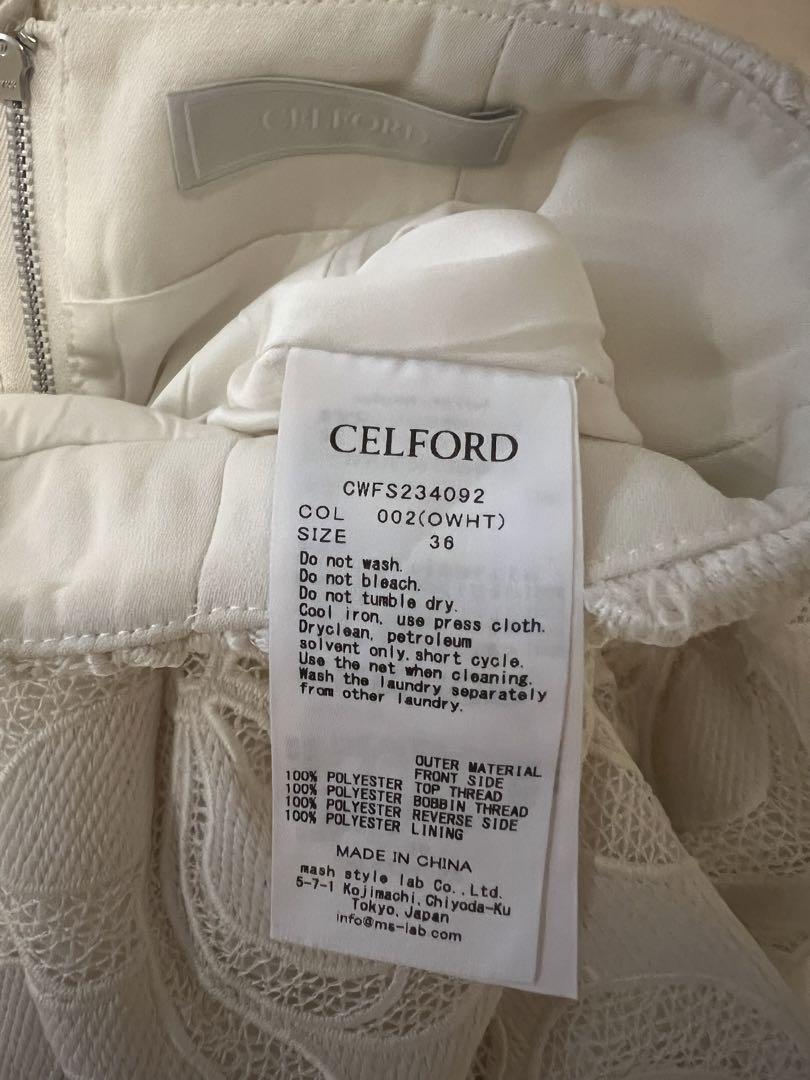 CELFORD
CELFORD
CWFS234092
COL 002(OWHT)
SIZE 36
Do not wash.
Do not bleach.
Do not tumble dry.
Cool iron, use press cloth.
Dryclean, petroleum
solvent only, short cycle.
Use the net when cleaning.
Wash the laundry separately
from other laundry.
OUTER MATERIAL
FRONT SIDE
100% POLYESTER TOP THREAD
100% POLYESTER BOBBIN THREAD
100% POLYESTER REVERSE SIDE
100% POLYESTER LINING
MADE IN CHINA
mash style lab Co.,Ltd.
5-7-1 Kojimachi,Chiyoda-Ku
Tokyo,Japan
info@ms-lab.com